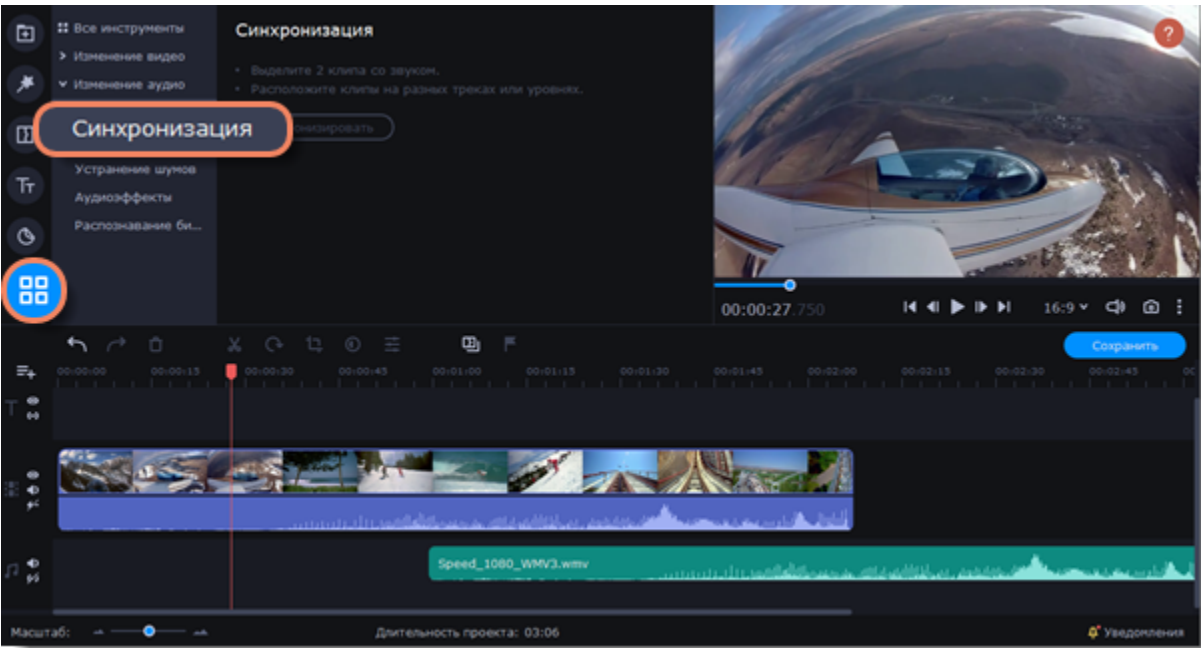 Все инструменты
Изменение видео
Изменение аудио
Синхронизация
Устранение шумов
Аудиоэффекты
Распознавание би...
Синхронизация
• Выделите 2 клипа со звуком.
• Расположите клипы на разных треках или уровнях.
?
Tт
00:00:27.750
16:9
Сохранить
00:00:00 00:00:15 00:00:30 00:00:45 00:01:00 00:01:15 00:01:30 00:01:45 00:02:00 00:02:15 00:02:30 00:02:45
T
Speed_1080_WMV3.wmv
Масштаб:
Длительность проекта: 03:06
Уведомления